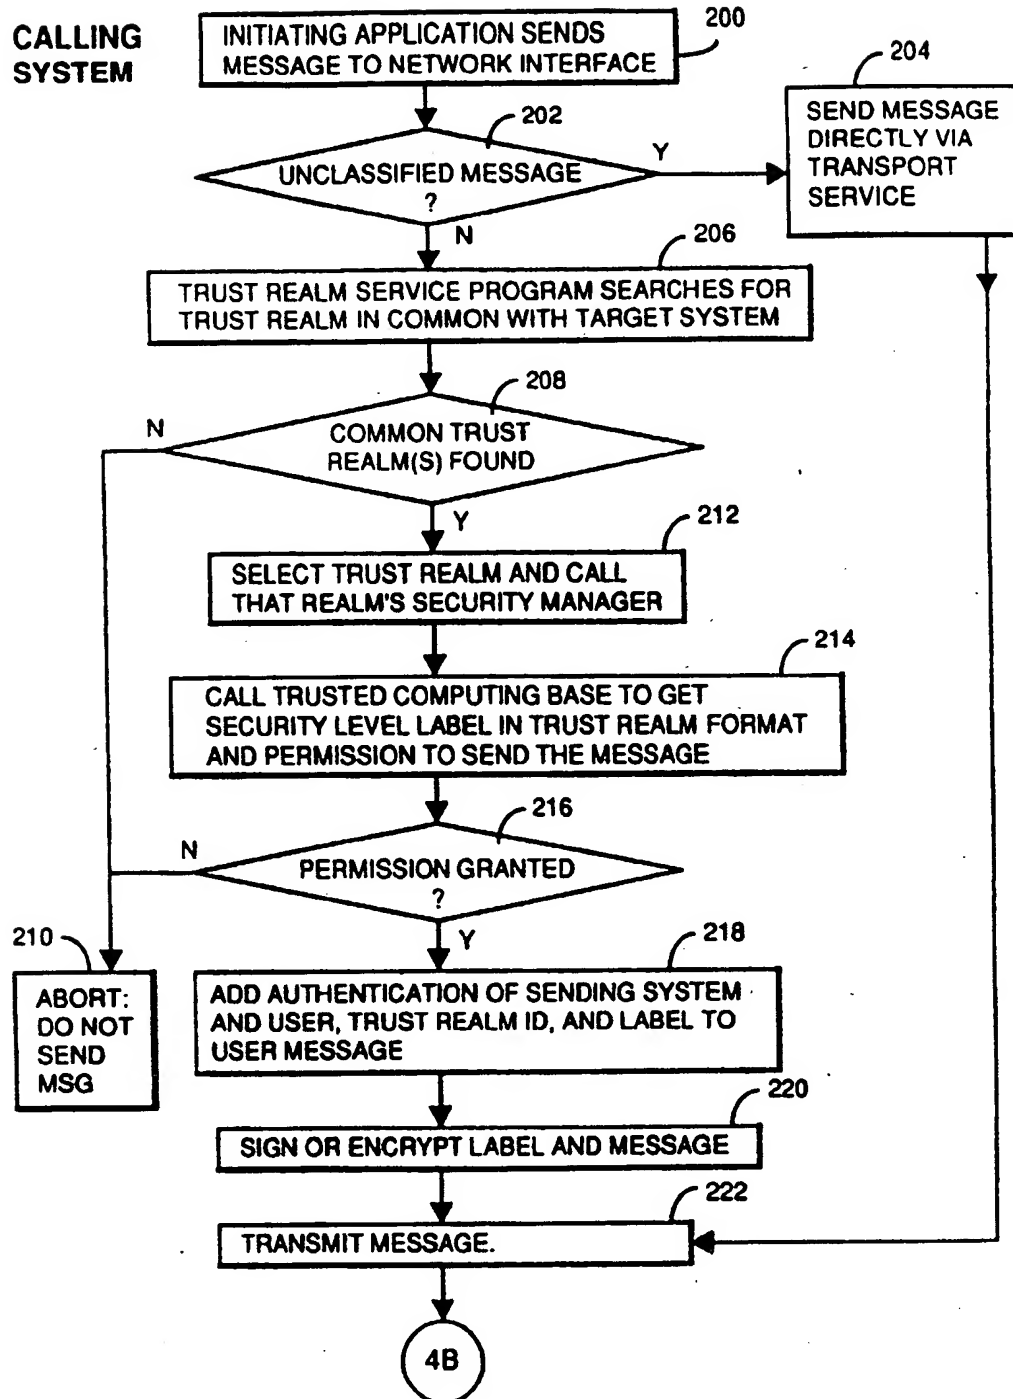 CALLING
SYSTEM
INITIATING APPLICATION SENDS
MESSAGE TO NETWORK INTERFACE
200
202
UNCLASSIFIED MESSAGE
?
Y
N
204
SEND MESSAGE
DIRECTLY VIA
TRANSPORT
SERVICE
206
TRUST REALM SERVICE PROGRAM SEARCHES FOR
TRUST REALM IN COMMON WITH TARGET SYSTEM
208
COMMON TRUST
REALM(S) FOUND
N
Y
212
SELECT TRUST REALM AND CALL
THAT REALM'S SECURITY MANAGER
214
CALL TRUSTED COMPUTING BASE TO GET
SECURITY LEVEL LABEL IN TRUST REALM FORMAT
AND PERMISSION TO SEND THE MESSAGE
216
PERMISSION GRANTED
?
N
Y
210
ABORT:
DO NOT
SEND
MSG
218
ADD AUTHENTICATION OF SENDING SYSTEM
AND USER, TRUST REALM ID, AND LABEL TO
USER MESSAGE
220
SIGN OR ENCRYPT LABEL AND MESSAGE
222
TRANSMIT MESSAGE.
4B